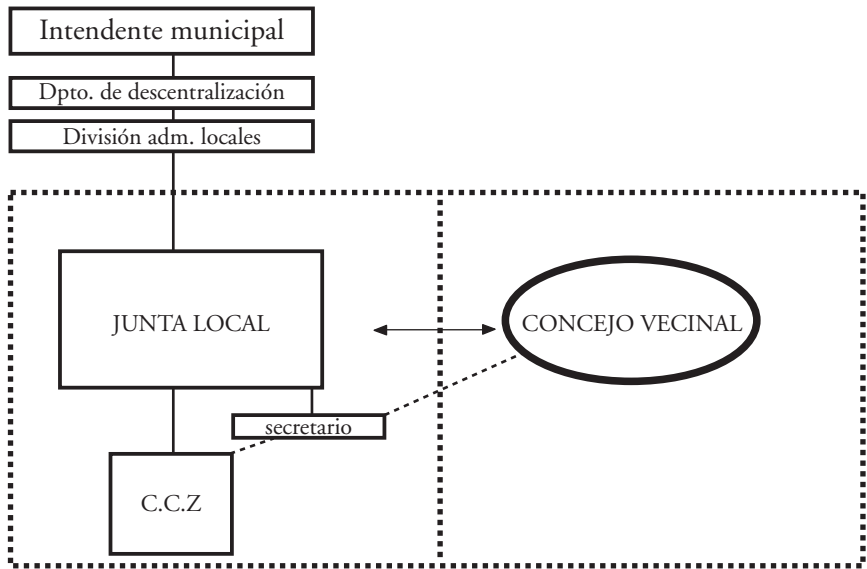 Intendente municipal
Dpto. de descentralización
División adm. locales
JUNTA LOCAL
CONCEJO VECINAL
secretario
C.C.Z